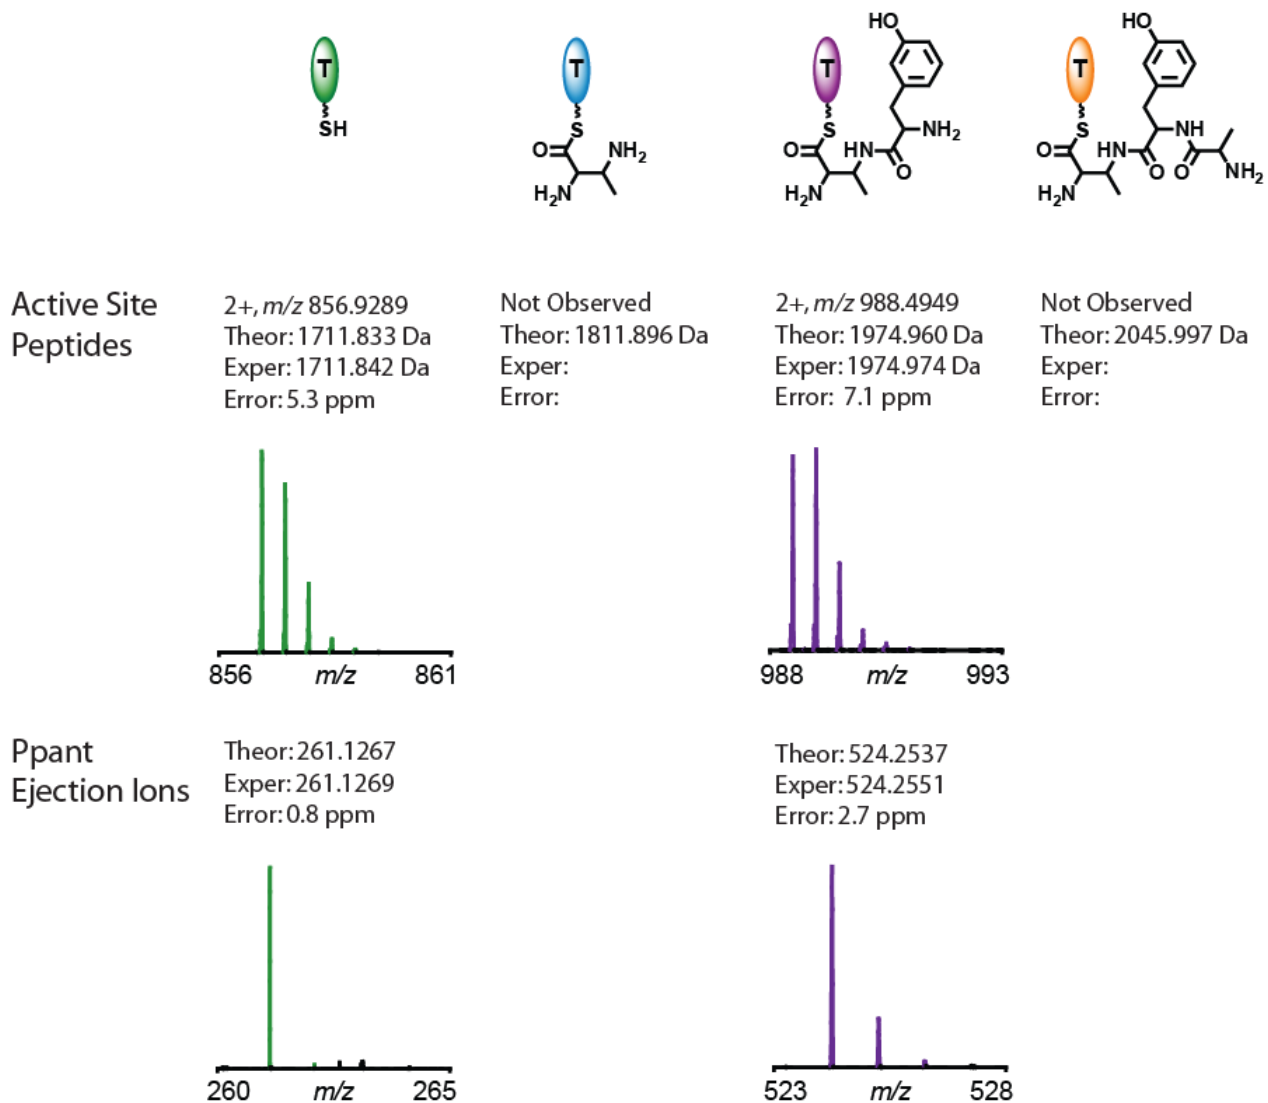 T
SH
T
S
O
NH2
H2N
HO
T
S
O
HN
NH2
O
H2N
HO
T
S
O
HN
NH
O
O
NH2
H2N
Active Site
Peptides
2+, m/z 856.9289
Theor: 1711.833 Da
Exper: 1711.842 Da
Error: 5.3 ppm
Not Observed
Theor: 1811.896 Da
Exper:
Error:
2+, m/z 988.4949
Theor: 1974.960 Da
Exper: 1974.974 Da
Error: 7.1 ppm
Not Observed
Theor: 2045.997 Da
Exper:
Error:
856 m/z 861
988 m/z 993
Ppant
Ejection Ions
Theor: 261.1267
Exper: 261.1269
Error: 0.8 ppm
Theor: 524.2537
Exper: 524.2551
Error: 2.7 ppm
260 m/z 265
523 m/z 528